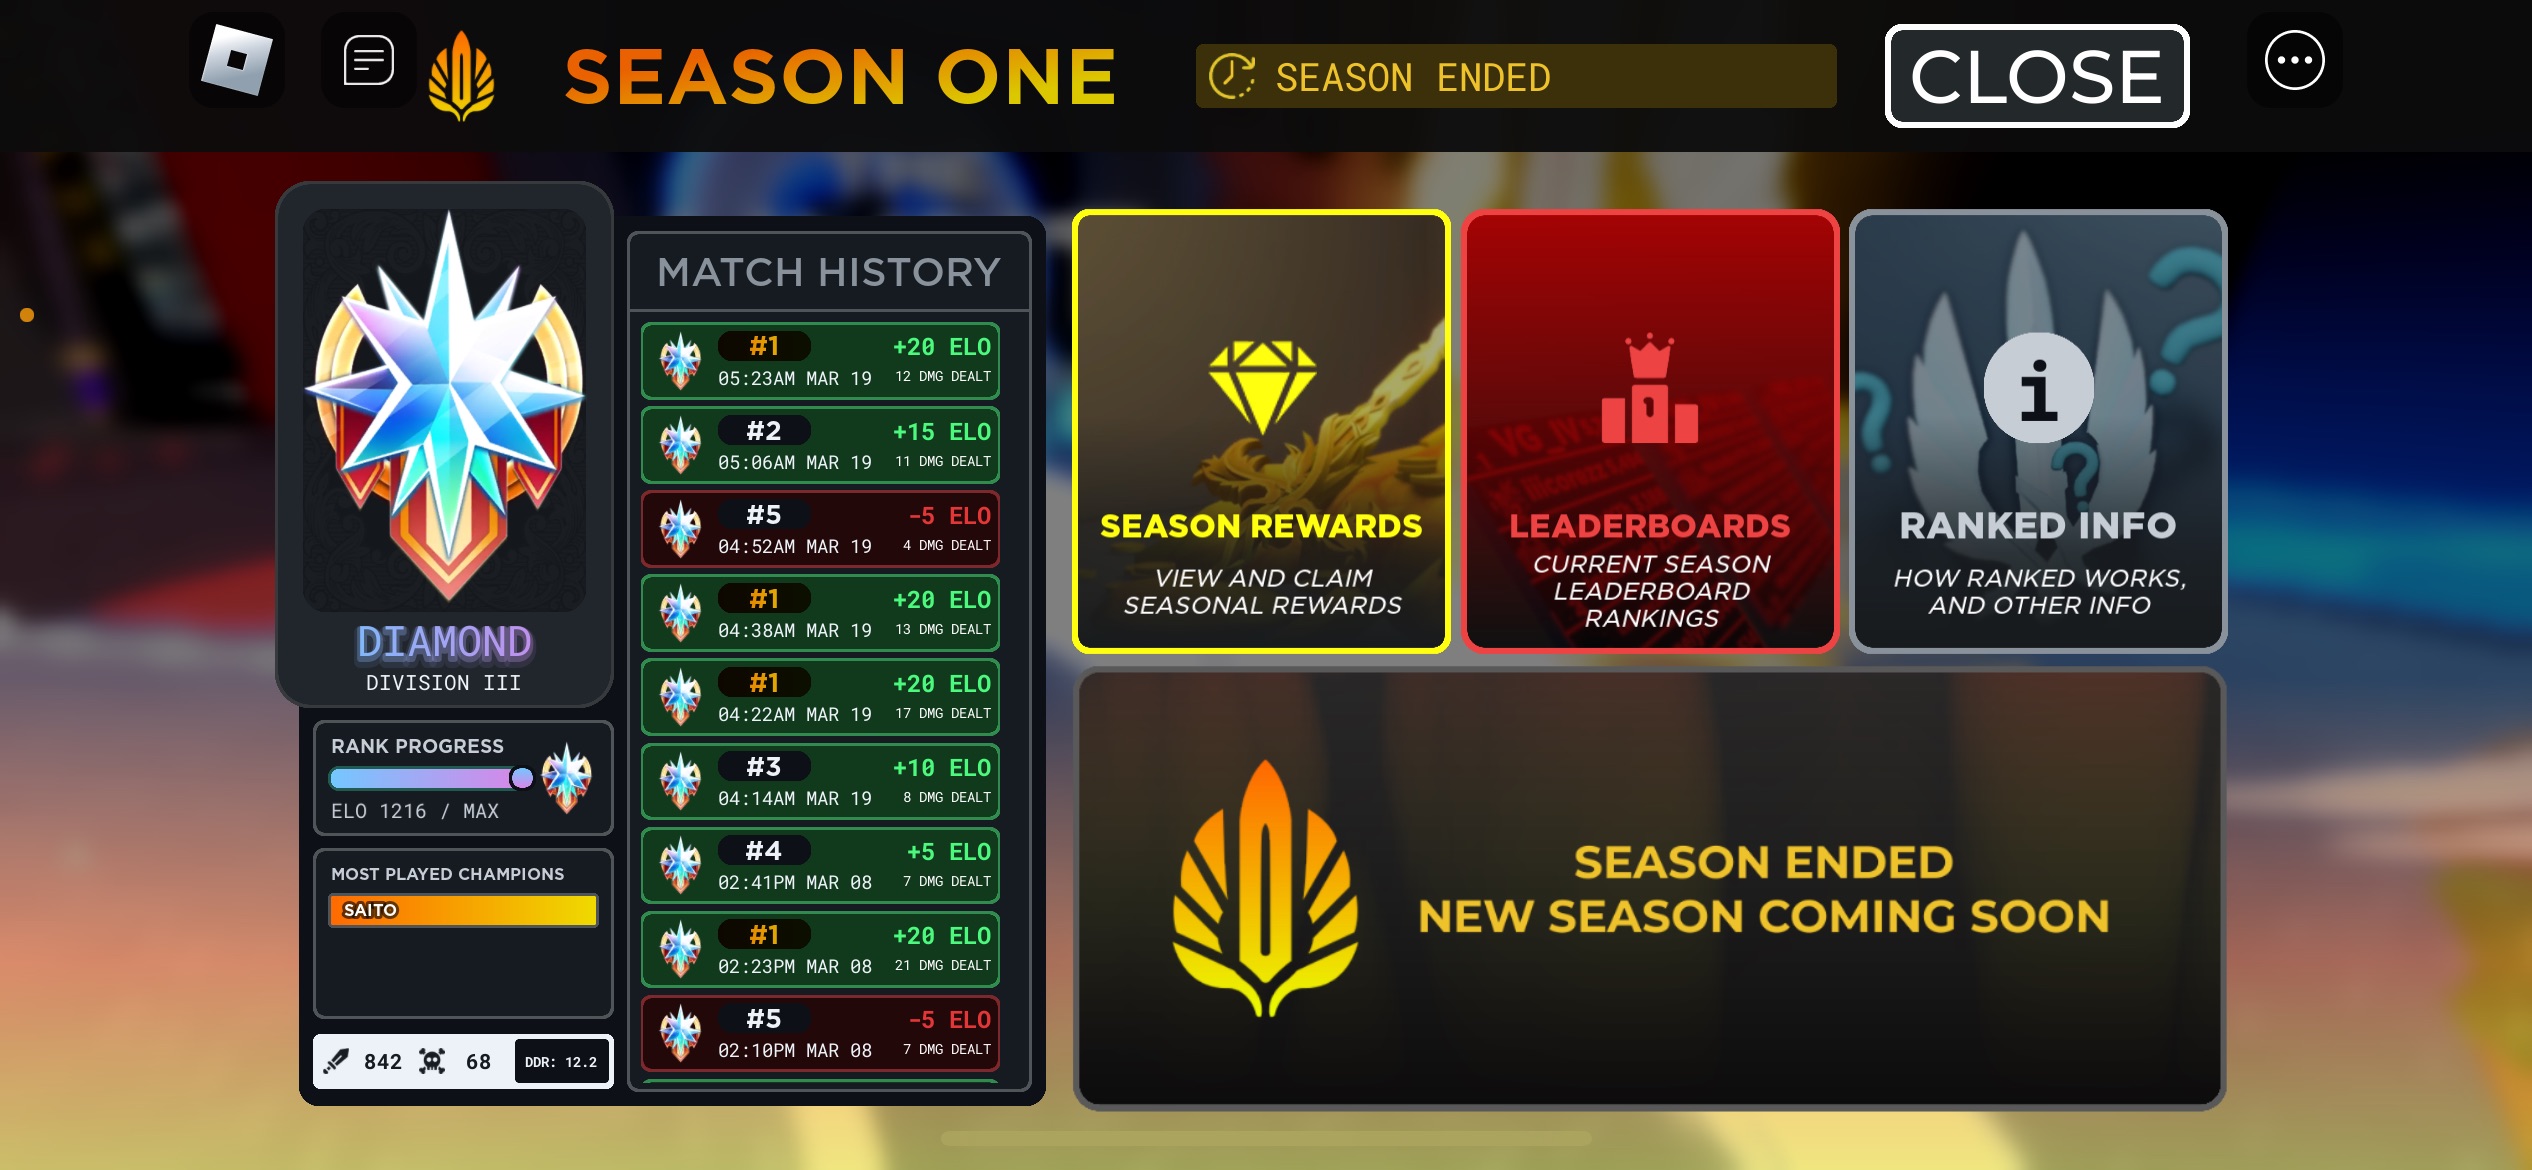 SEASON ONE
SEASON ENDED
CLOSE
DIAMOND
DIVISION III
RANK PROGRESS
ELO 1216 / MAX
MOST PLAYED CHAMPIONS
SAITO
842
68
DDR: 12.2
MATCH HISTORY
#1 +20 ELO
05:23AM MAR 19 12 DMG DEALT
#2 +15 ELO
05:06AM MAR 19 11 DMG DEALT
#5 -5 ELO
04:52AM MAR 19 4 DMG DEALT
#1 +20 ELO
04:38AM MAR 19 13 DMG DEALT
#1 +20 ELO
04:22AM MAR 19 17 DMG DEALT
#3 +10 ELO
04:14AM MAR 19 8 DMG DEALT
#4 +5 ELO
02:41PM MAR 08 7 DMG DEALT
#1 +20 ELO
02:23PM MAR 08 21 DMG DEALT
#5 -5 ELO
02:10PM MAR 08 7 DMG DEALT
SEASON REWARDS
VIEW AND CLAIM
SEASONAL REWARDS
1
LEADERBOARDS
CURRENT SEASON
LEADERBOARD
RANKINGS
i
RANKED INFO
HOW RANKED WORKS,
AND OTHER INFO
SEASON ENDED
NEW SEASON COMING SOON